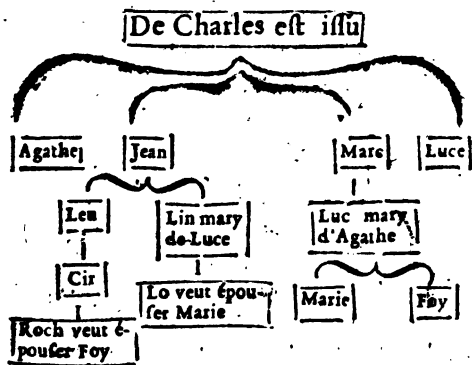 De Charles eſt iſſu
Agathe
Jean
Marc
Luce
Leu
Lin mary
de Luce
Luc mary
d'Agathe
Cir
Lo veut épou-
ſer Marie
Marie
Foy
Roch veut é-
pouſer Foy